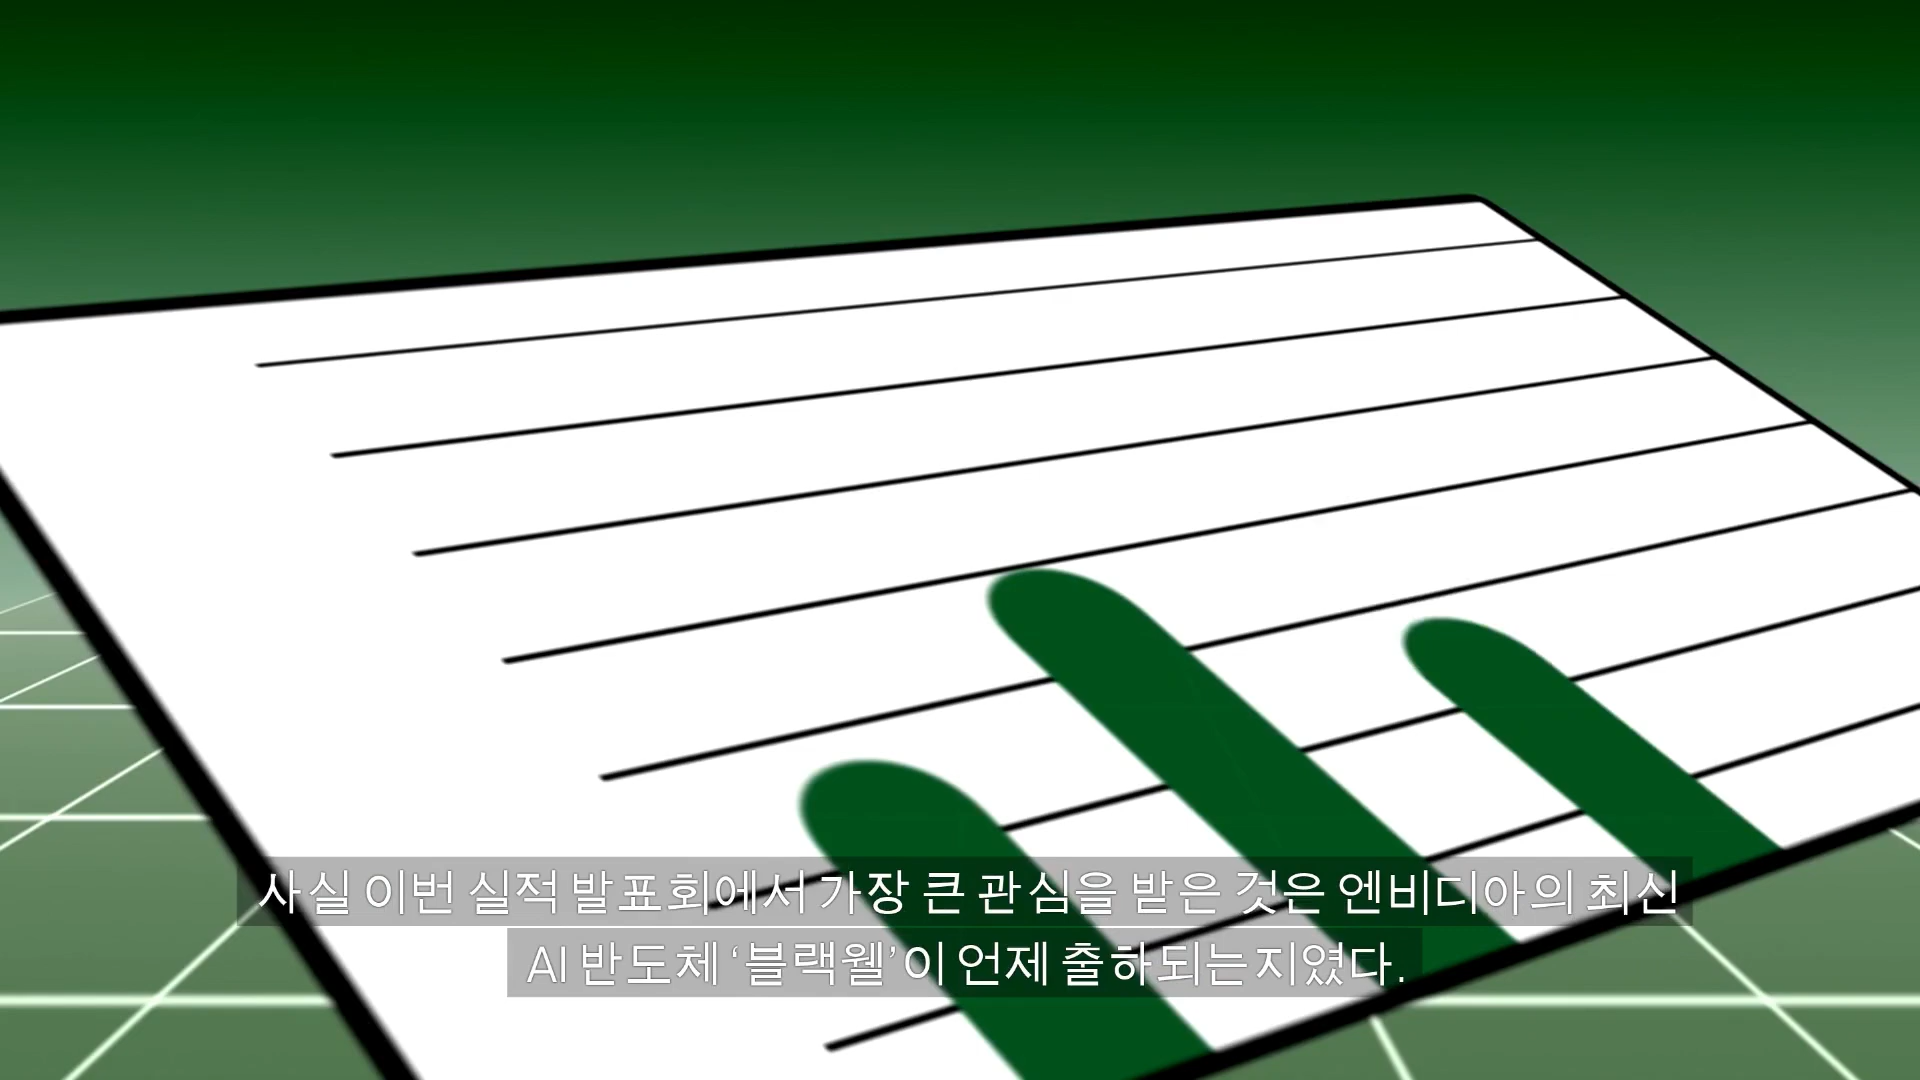 사실 이번 실적 발표회에서 가장 큰 관심을 받은 것은 엔비디아의 최신
AI 반도체 ‘블랙웰’이 언제 출하되는지였다.